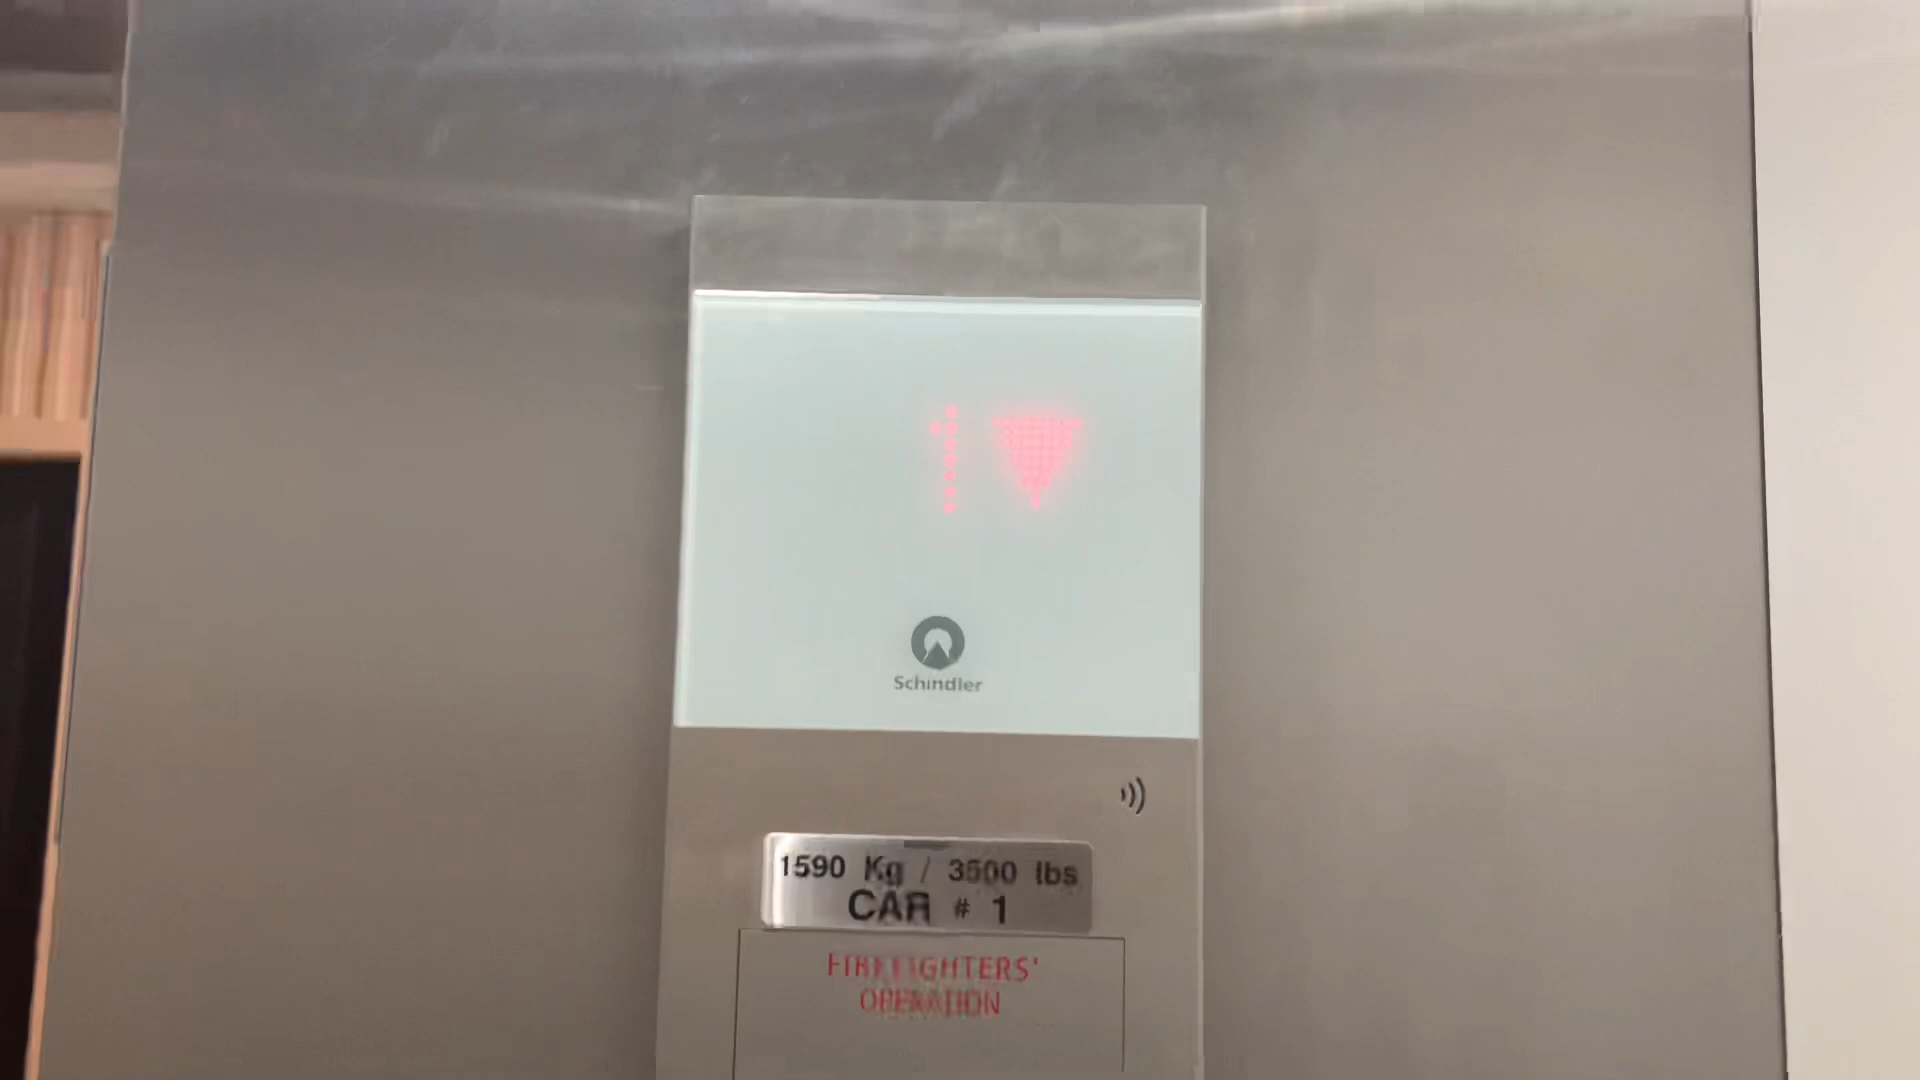 1
Schindler
1590 Kg / 3500 lbs
CAR # 1
FIREFIGHTERS'
OPERATION